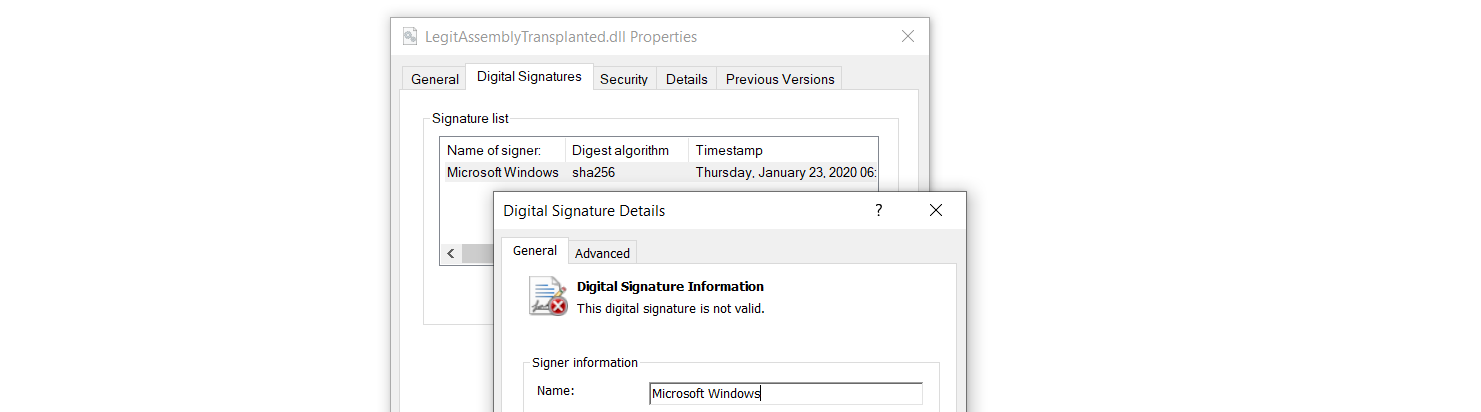 LegitAssemblyTransplanted.dll Properties
General Digital Signatures Security Details Previous Versions
Signature list
Name of signer: Digest algorithm Timestamp
Microsoft Windows sha256 Thursday, January 23, 2020 06:
Digital Signature Details ?
General Advanced
Digital Signature Information
This digital signature is not valid.
Signer information
Name: Microsoft Windows